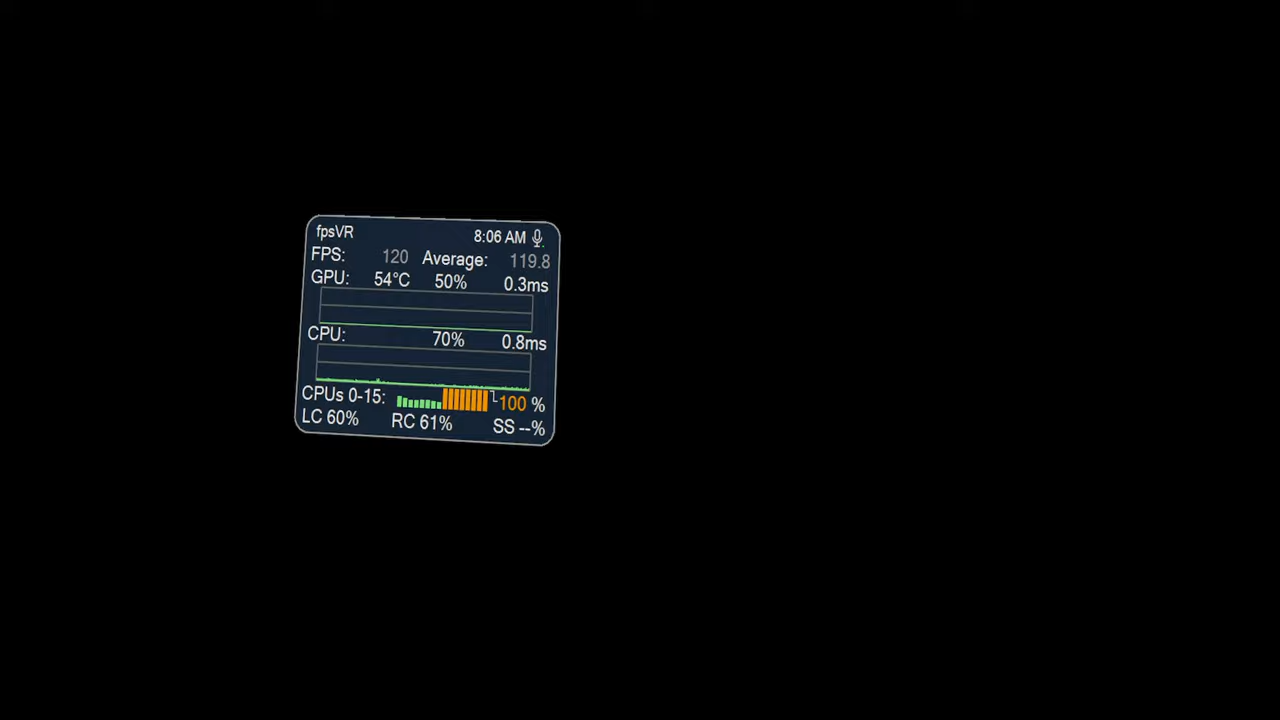 fpsVR 8:06 AM
FPS: 120 Average: 119.8
GPU: 54°C 50% 0.3ms
CPU: 70% 0.8ms
CPUs 0-15: 100 %
LC 60% RC 61% SS --%